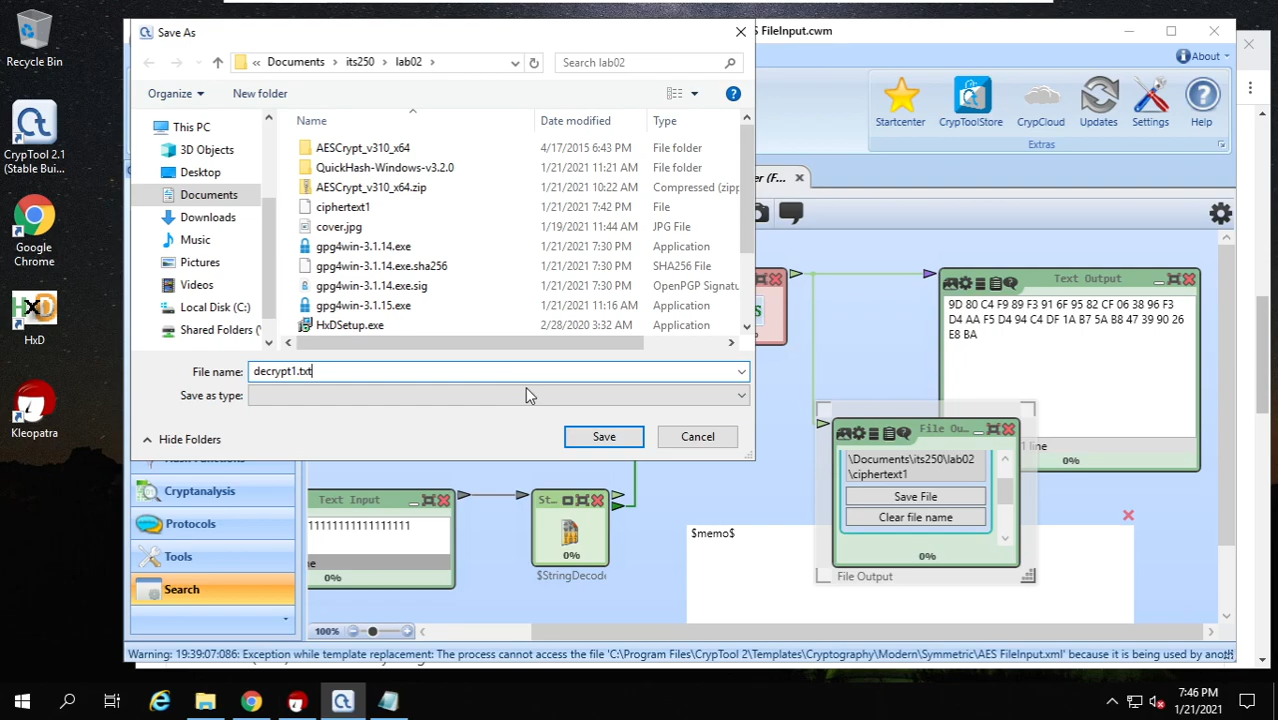 Recycle Bin
CrypTool 2.1
(Stable Bui...
Google
Chrome
HxD
Kleopatra
Save As
« Documents > its250 > lab02 >
Search lab02
Organize
New folder
This PC
3D Objects
Desktop
Documents
Downloads
Music
Pictures
Videos
Local Disk (C:)
Shared Folders (\
Name Date modified Type
AESCrypt_v310_x64 4/17/2015 6:43 PM File folder
QuickHash-Windows-v3.2.0 1/21/2021 11:21 AM File folder
AESCrypt_v310_x64.zip 1/21/2021 10:22 AM Compressed (zipp
ciphertext1 1/21/2021 7:42 PM File
cover.jpg 1/19/2021 11:44 AM JPG File
gpg4win-3.1.14.exe 1/21/2021 7:30 PM Application
gpg4win-3.1.14.exe.sha256 1/21/2021 7:30 PM SHA256 File
gpg4win-3.1.14.exe.sig 1/21/2021 7:30 PM OpenPGP Signatu
gpg4win-3.1.15.exe 1/21/2021 11:16 AM Application
HxDSetup.exe 2/28/2020 3:32 AM Application
File name: decrypt1.txt
Save as type:
Hide Folders
Save
Cancel
S FileInput.cwm
About
Startcenter
CrypToolStore
CrypCloud
Updates
Settings
Help
Extras
er (F...
Text Output
9D 80 C4 F9 89 F3 91 6F 95 82 CF 06 38 96 F3
D4 AA F5 D4 94 C4 DF 1A B7 5A B8 47 39 90 26
E8 BA
1 line
0%
File Ou...
\Documents\its250\lab02
\ciphertext1
Save File
Clear file name
0%
File Output
Cryptanalysis
Protocols
Tools
Search
Text Input
11111111111111111
ne
0%
St...
0%
$StringDecode
$memo$
100%
Warning: 19:39:07:086: Exception while template replacement: The process cannot access the file 'C:\Program Files\CrypTool 2\Templates\Cryptography\Modern\Symmetric\AES FileInput.xml' because it is being used by anoth
7:46 PM
1/21/2021